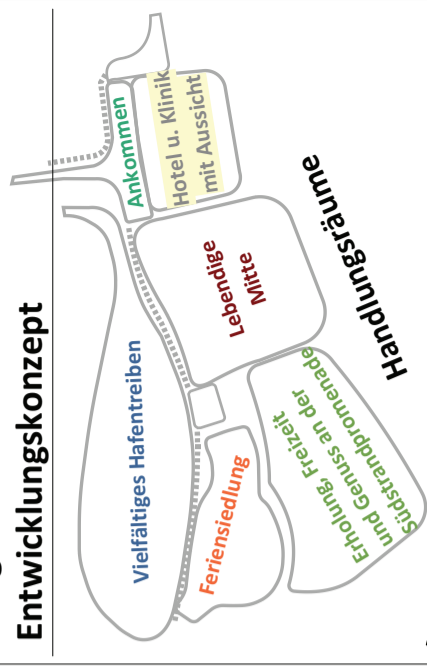 Entwicklungskonzept
Vielfältiges Hafentreiben
Ankommen
Hotel u. Klinik
mit Aussicht
Lebendige
Mitte
Feriensiedlung
Erholung, Freizeit
und Genuss an der
Südstrandpromenade
Handlungsräume